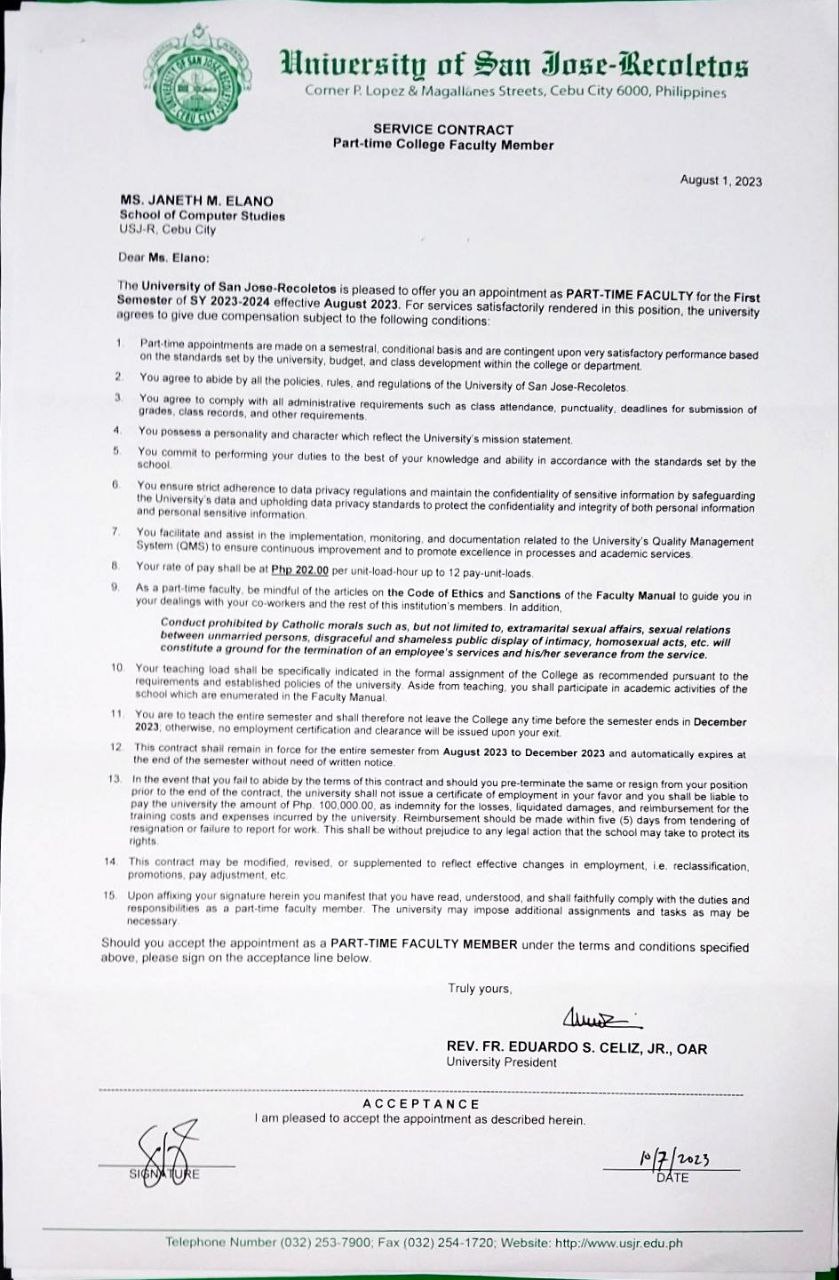 University of San Jose-Recoletos
Corner P. Lopez & Magallanes Streets, Cebu City 6000, Philippines
UNIVERSITY OF SAN JOSE-RECOLETOS
CEBU CITY
SERVICE CONTRACT
Part-time College Faculty Member
August 1, 2023
MS. JANETH M. ELANO
School of Computer Studies
USJ-R, Cebu City
Dear Ms. Elano:
The University of San Jose-Recoletos is pleased to offer you an appointment as PART-TIME FACULTY for the First
Semester of SY 2023-2024 effective August 2023. For services satisfactorily rendered in this position, the university
agrees to give due compensation subject to the following conditions:
1. Part-time appointments are made on a semestral, conditional basis and are contingent upon very satisfactory performance based
on the standards set by the university, budget, and class development within the college or department.
2. You agree to abide by all the policies, rules, and regulations of the University of San Jose-Recoletos.
3. You agree to comply with all administrative requirements such as class attendance, punctuality, deadlines for submission of
grades, class records, and other requirements.
4. You possess a personality and character which reflect the University's mission statement.
5. You commit to performing your duties to the best of your knowledge and ability in accordance with the standards set by the
school.
6. You ensure strict adherence to data privacy regulations and maintain the confidentiality of sensitive information by safeguarding
the University's data and upholding data privacy standards to protect the confidentiality and integrity of both personal information
and personal sensitive information.
7. You facilitate and assist in the implementation, monitoring, and documentation related to the University's Quality Management
System (QMS) to ensure continuous improvement and to promote excellence in processes and academic services.
8. Your rate of pay shall be at Php 202.00 per unit-load-hour up to 12 pay-unit-loads.
9. As a part-time faculty, be mindful of the articles on the Code of Ethics and Sanctions of the Faculty Manual to guide you in
your dealings with your co-workers and the rest of this institution's members. In addition,
Conduct prohibited by Catholic morals such as, but not limited to, extramarital sexual affairs, sexual relations
between unmarried persons, disgraceful and shameless public display of intimacy, homosexual acts, etc. will
constitute a ground for the termination of an employee's services and his/her severance from the service.
10. Your teaching load shall be specifically indicated in the formal assignment of the College as recommended pursuant to the
requirements and established policies of the university. Aside from teaching, you shall participate in academic activities of the
school which are enumerated in the Faculty Manual.
11. You are to teach the entire semester and shall therefore not leave the College any time before the semester ends in December
2023; otherwise, no employment certification and clearance will be issued upon your exit.
12. This contract shall remain in force for the entire semester from August 2023 to December 2023 and automatically expires at
the end of the semester without need of written notice.
13. In the event that you fail to abide by the terms of this contract and should you pre-terminate the same or resign from your position
prior to the end of the contract, the university shall not issue a certificate of employment in your favor and you shall be liable to
pay the university the amount of Php. 100,000.00, as indemnity for the losses, liquidated damages, and reimbursement for the
training costs and expenses incurred by the university. Reimbursement should be made within five (5) days from tendering of
resignation or failure to report for work. This shall be without prejudice to any legal action that the school may take to protect its
rights.
14. This contract may be modified, revised, or supplemented to reflect effective changes in employment, i.e. reclassification,
promotions, pay adjustment, etc.
15. Upon affixing your signature herein you manifest that you have read, understood, and shall faithfully comply with the duties and
responsibilities as a part-time faculty member. The university may impose additional assignments and tasks as may be
necessary.
Should you accept the appointment as a PART-TIME FACULTY MEMBER under the terms and conditions specified
above, please sign on the acceptance line below.
Truly yours,
REV. FR. EDUARDO S. CELIZ, JR., OAR
University President
ACCEPTANCE
I am pleased to accept the appointment as described herein.
10/7/2023
SIGNATURE
DATE
Telephone Number (032) 253-7900; Fax (032) 254-1720; Website: http://www.usjr.edu.ph